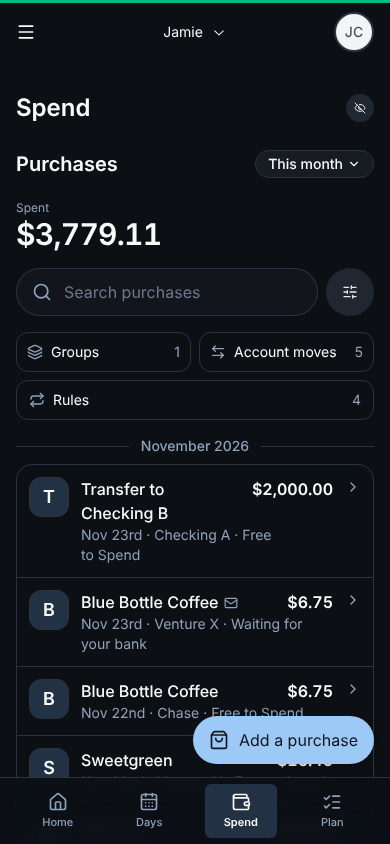 Jamie
JC
Spend
Purchases
This month
Spent
$3,779.11
Search purchases
Groups 1
Account moves 5
Rules 4
November 2026
T
Transfer to $2,000.00
Checking B
Nov 23rd · Checking A · Free
to Spend
B
Blue Bottle Coffee $6.75
Nov 23rd · Venture X · Waiting for
your bank
B
Blue Bottle Coffee $6.75
Nov 22nd · Chase · Free to Spend
Add a purchase
S
Sweetgreen
Home
Days
Spend
Plan